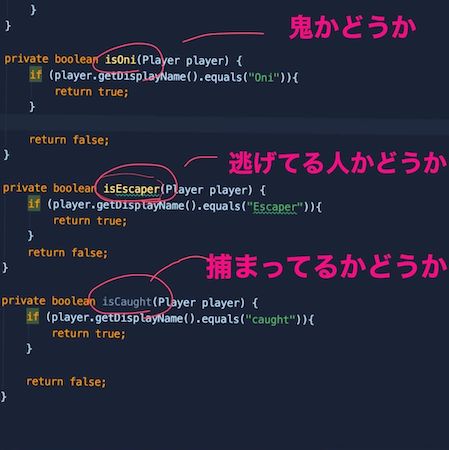 }
}
鬼かどうか
private boolean isOni(Player player) {
if (player.getDisplayName().equals("Oni")){
return true;
}
return false;
}
逃げてる人かどうか
private boolean isEscaper(Player player) {
if (player.getDisplayName().equals("Escaper")){
return true;
}
return false;
}
捕まってるかどうか
private boolean isCaught(Player player) {
if (player.getDisplayName().equals("caught")){
return true;
}
return false;
}